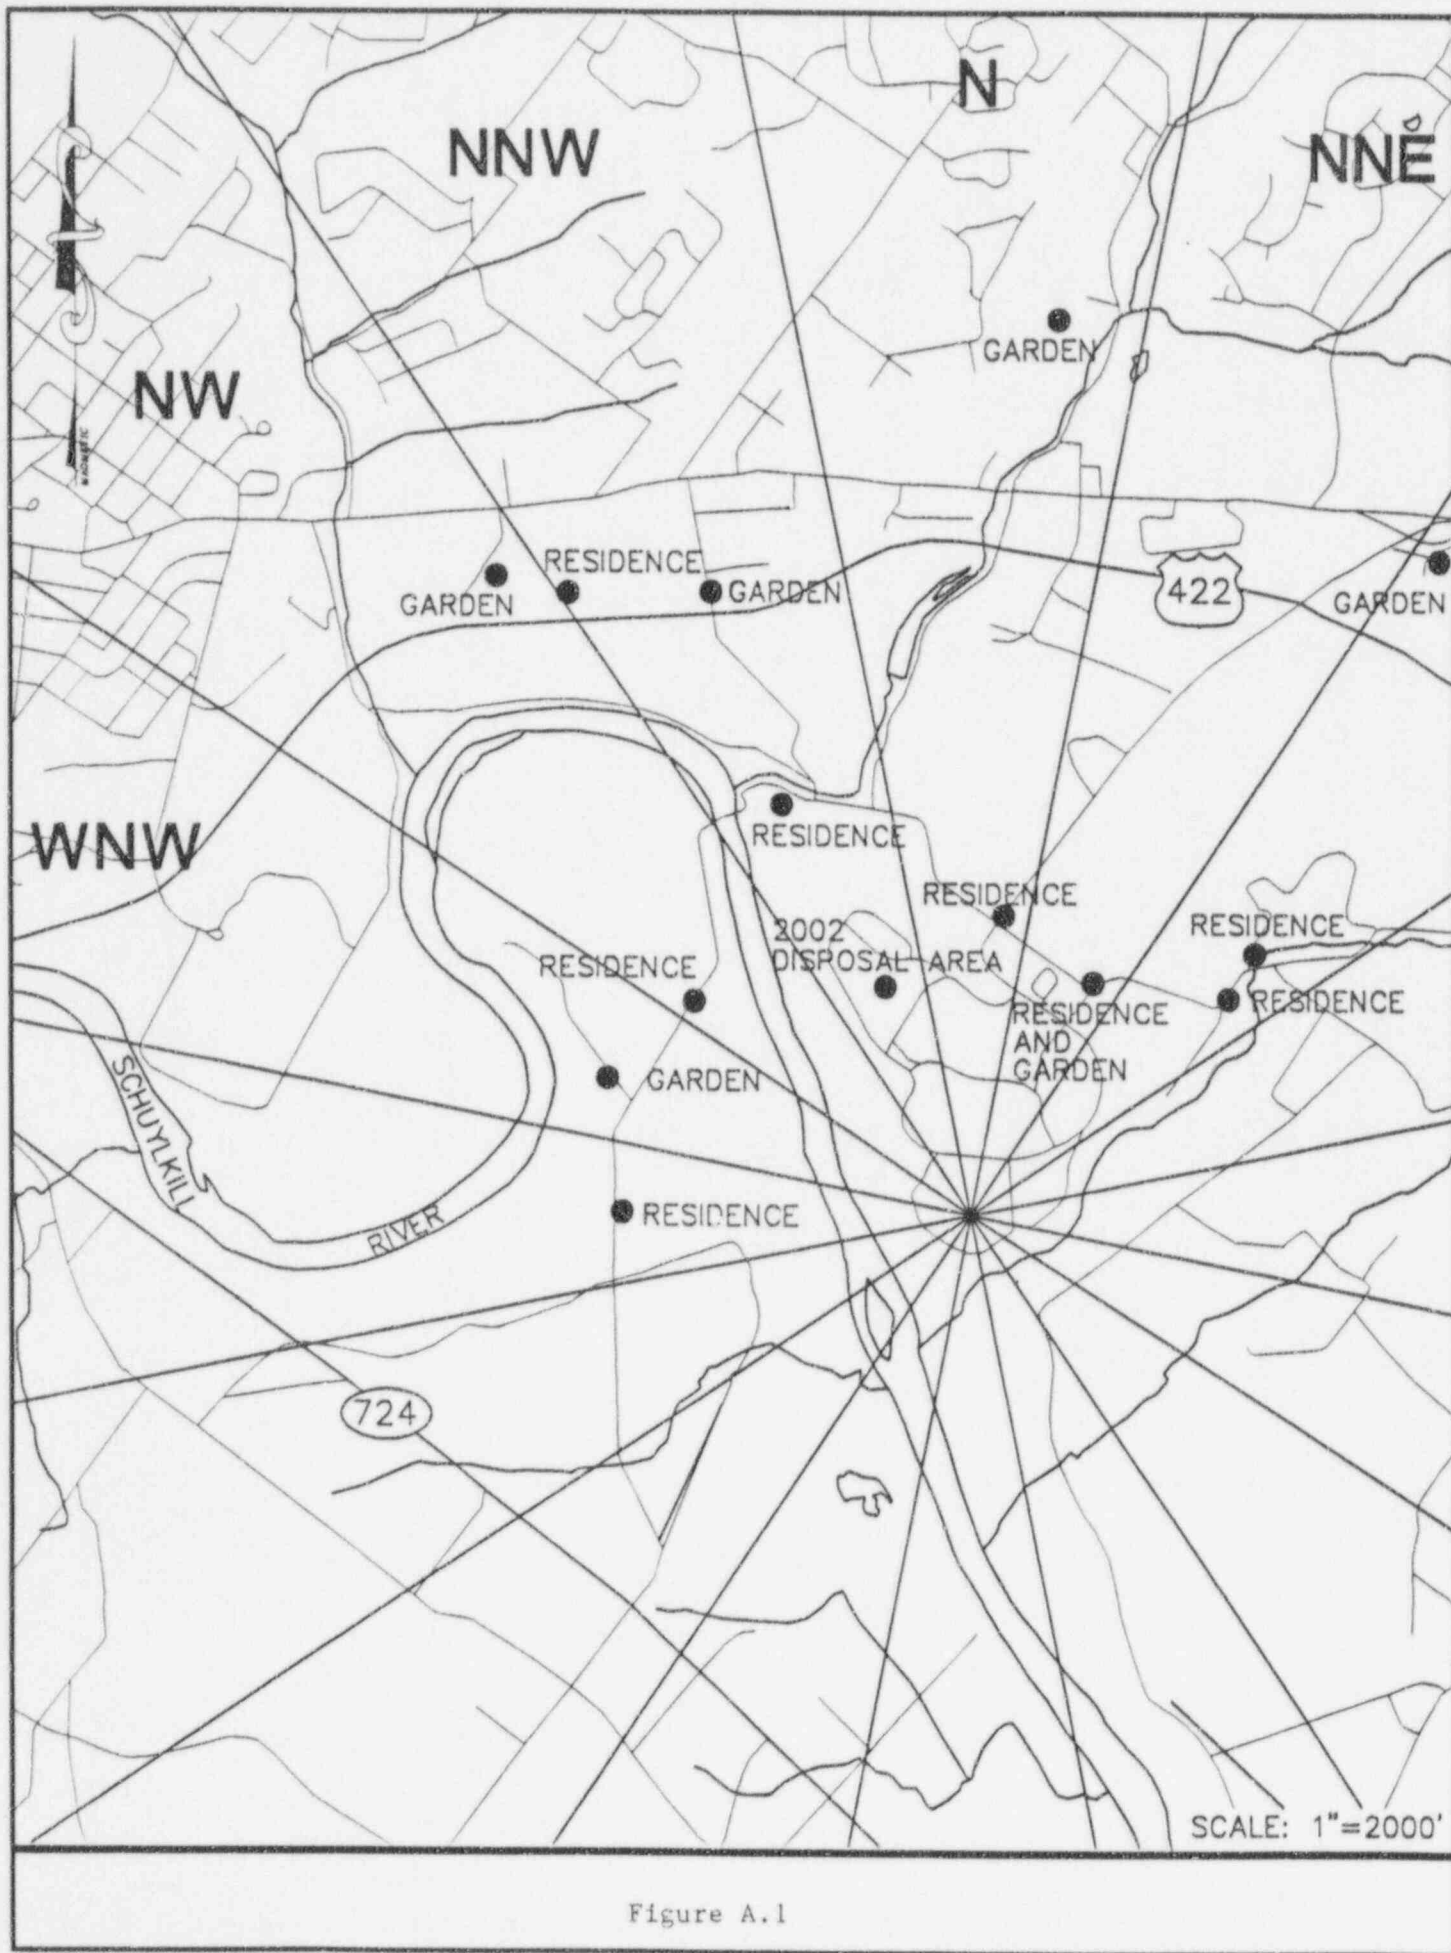 N
NNW
NNE
GARDEN
NW
RESIDENCE
GARDEN
GARDEN
422
GARDEN
WNW
RESIDENCE
RESIDENCE
2002
DISPOSAL AREA
RESIDENCE
RESIDENCE
RESIDENCE
RESIDENCE
AND
GARDEN
GARDEN
SCHUYLKILL
RIVER
RESIDENCE
724
SCALE: 1"=2000'
Figure A.1